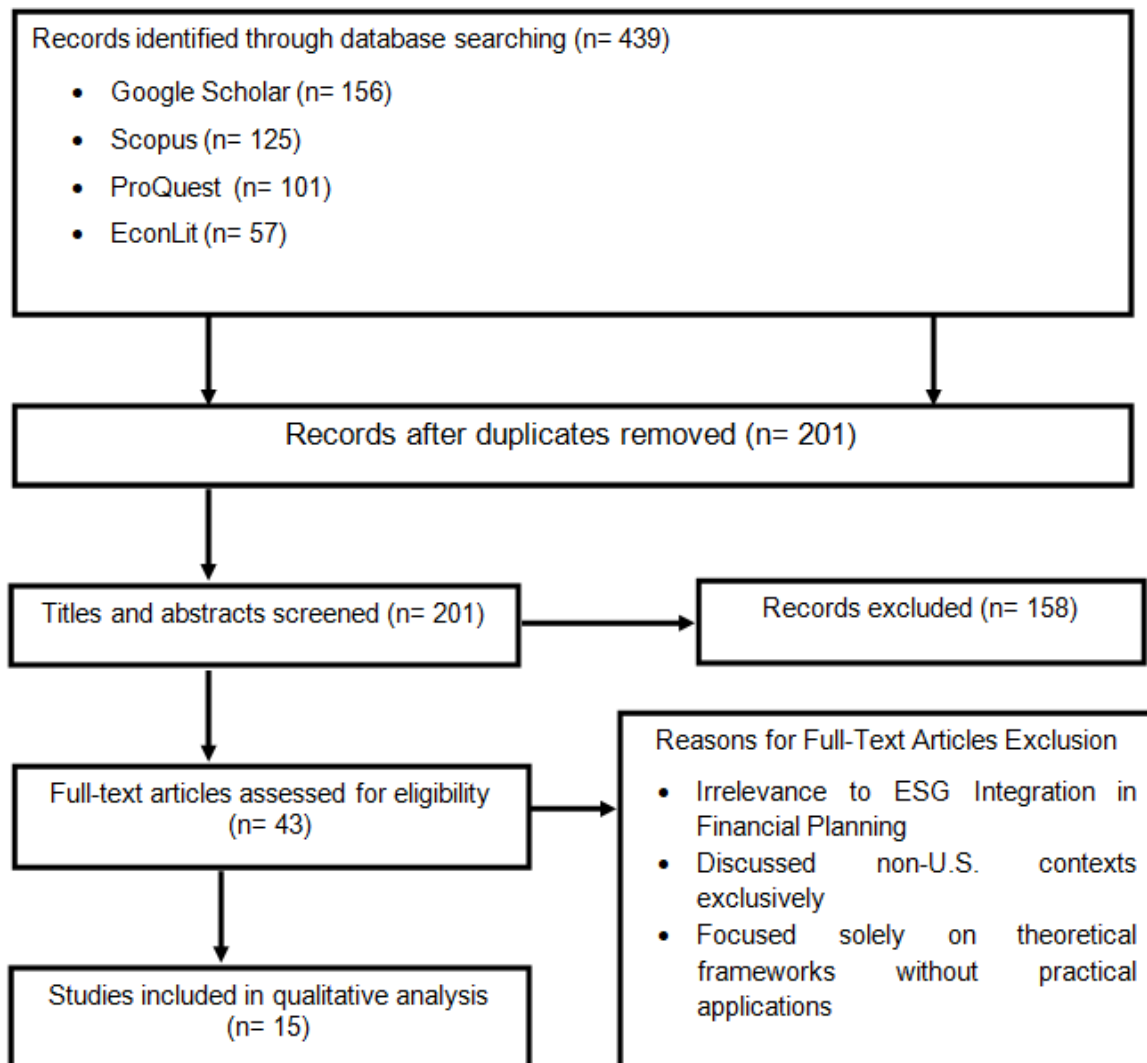 Records identified through database searching (n= 439)
• Google Scholar (n= 156)
• Scopus (n= 125)
• ProQuest (n= 101)
• EconLit (n= 57)
Records after duplicates removed (n= 201)
Titles and abstracts screened (n= 201)
Records excluded (n= 158)
Full-text articles assessed for eligibility
(n= 43)
Reasons for Full-Text Articles Exclusion
• Irrelevance to ESG Integration in
Financial Planning
• Discussed non-U.S. contexts
exclusively
• Focused solely on theoretical
frameworks without practical
applications
Studies included in qualitative analysis
(n= 15)